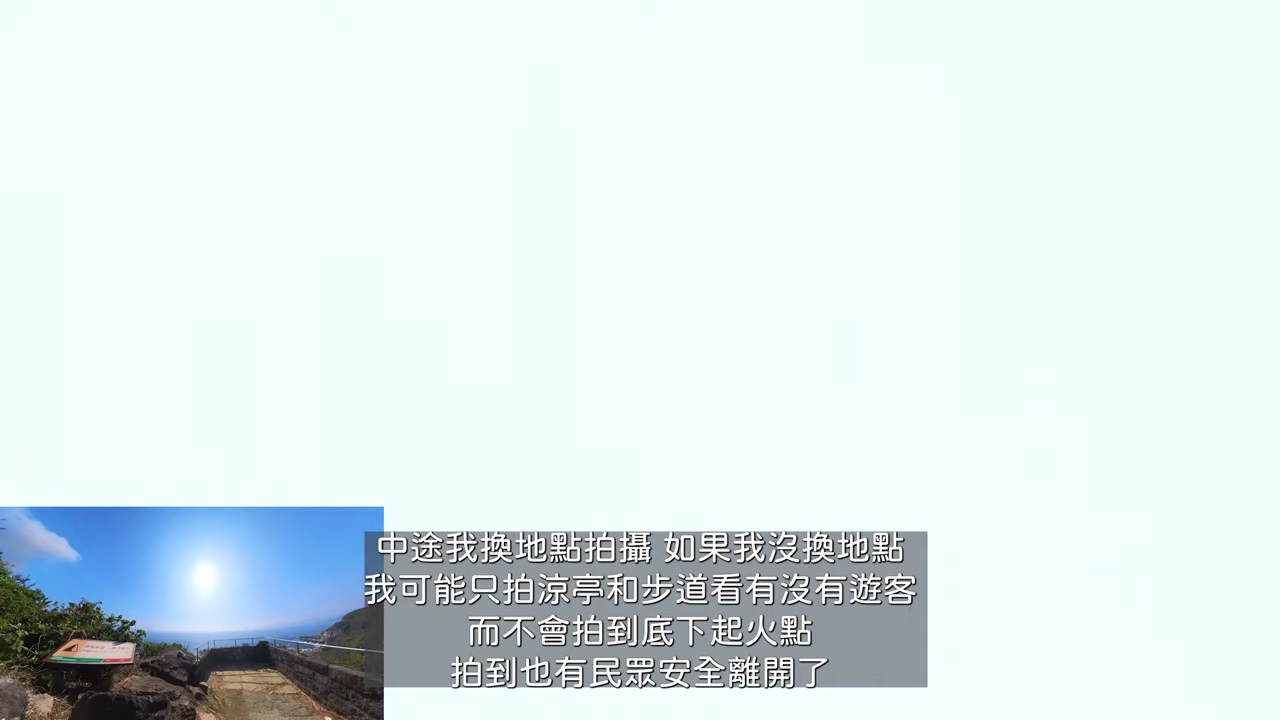 中途我換地點拍攝 如果我沒換地點
我可能只拍涼亭和步道看有沒有遊客
而不會拍到底下起火點
拍到也有民眾安全離開了